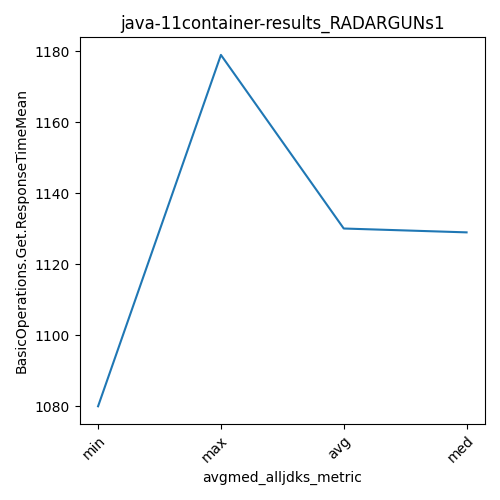 java-11container-results_RADARGUNs1
BasicOperations.Get.ResponseTimeMean
1180
1160
1140
1120
1100
1080
min
max
avg
med
avgmed_alljdks_metric